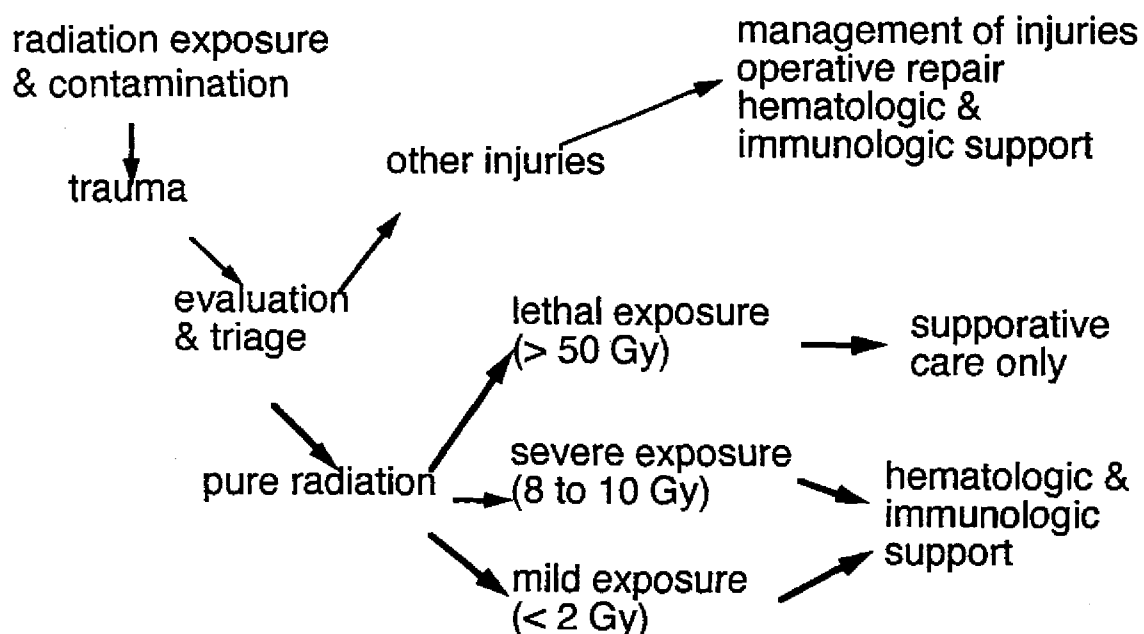 radiation exposure
& contamination
trauma
evaluation
& triage
other injuries
management of injuries
operative repair
hematologic &
immunologic support
pure radiation
lethal exposure
(> 50 Gy)
supporative
care only
severe exposure
(8 to 10 Gy)
mild exposure
(< 2 Gy)
hematologic &
immunologic
support